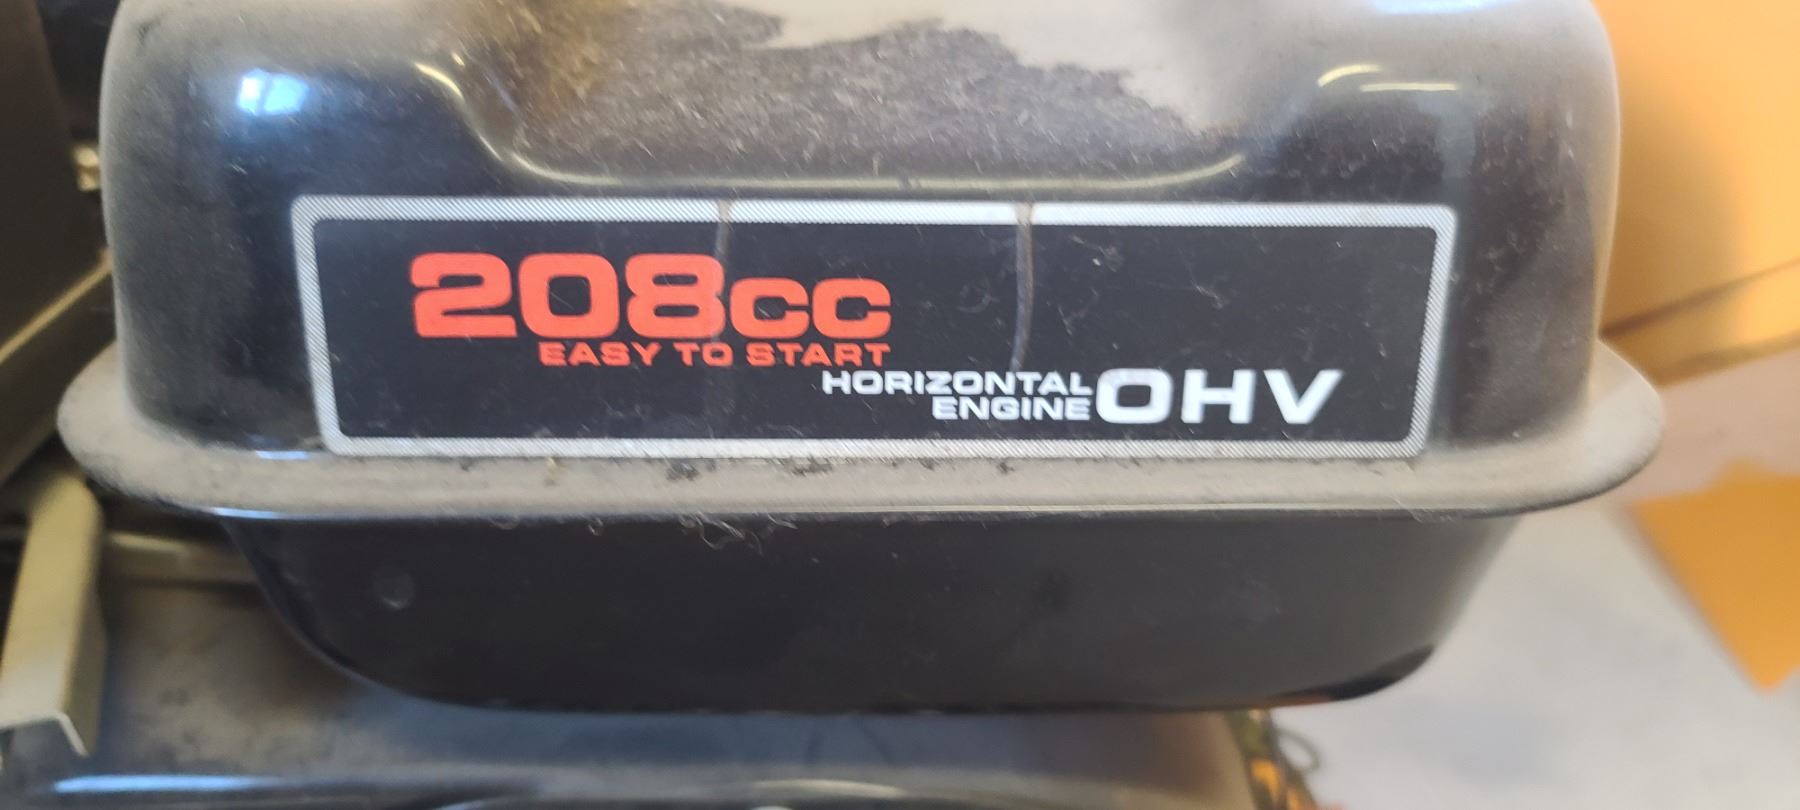 208cc
EASY TO START
HORIZONTAL
ENGINE OHV